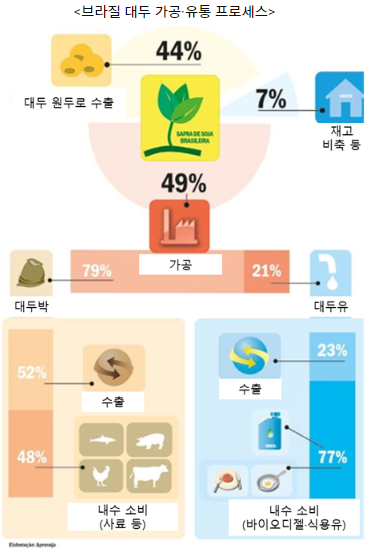 <브라질 대두 가공·유통 프로세스>
44%
대두 원두로 수출
7%
재고
비축 등
SAFRA DE SOJA
BRASILEIRA
49%
79%
가공
21%
대두박
대두유
52%
수출
23%
수출
48%
77%
내수 소비
(사료 등)
내수 소비
(바이오디젤·식용유)
Elaboração: Aprosoja